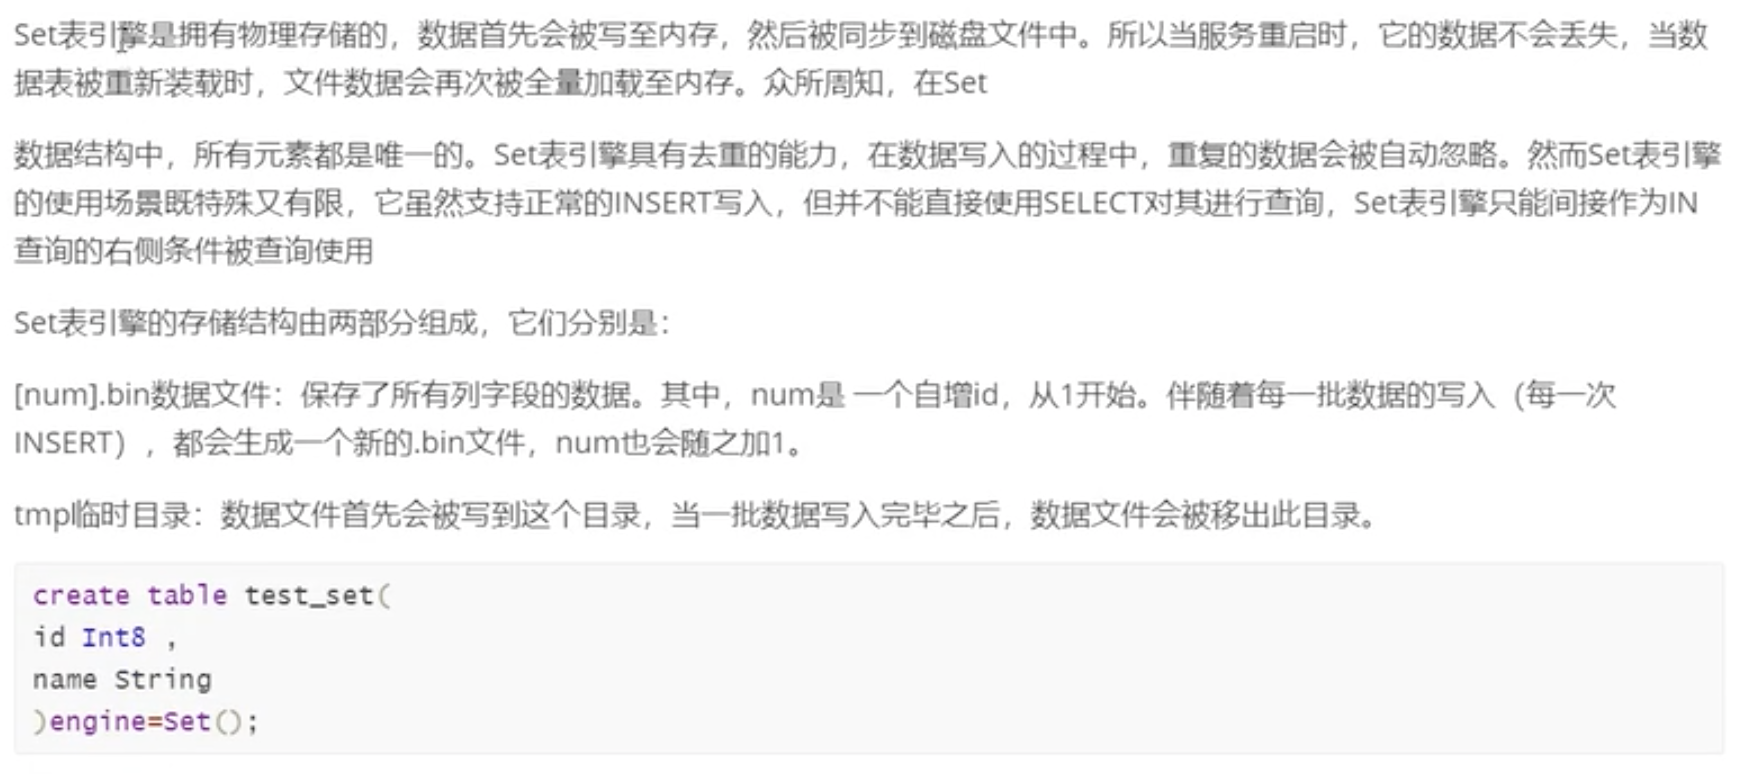 Set表引擎是拥有物理存储的，数据首先会被写至内存，然后被同步到磁盘文件中。所以当服务重启时，它的数据不会丢失，当数
据表被重新装载时，文件数据会再次被全量加载至内存。众所周知，在Set
数据结构中，所有元素都是唯一的。Set表引擎具有去重的能力，在数据写入的过程中，重复的数据会被自动忽略。然而Set表引擎
的使用场景既特殊又有限，它虽然支持正常的INSERT写入，但并不能直接使用SELECT对其进行查询，Set表引擎只能间接作为IN
查询的右侧条件被查询使用
Set表引擎的存储结构由两部分组成，它们分别是：
[num].bin数据文件：保存了所有列字段的数据。其中，num是 一个自增id，从1开始。伴随着每一批数据的写入（每一次
INSERT），都会生成一个新的.bin文件，num也会随之加1。
tmp临时目录：数据文件首先会被写到这个目录，当一批数据写入完毕之后，数据文件会被移出此目录。
create table test_set(
id Int8 ,
name String
)engine=Set();